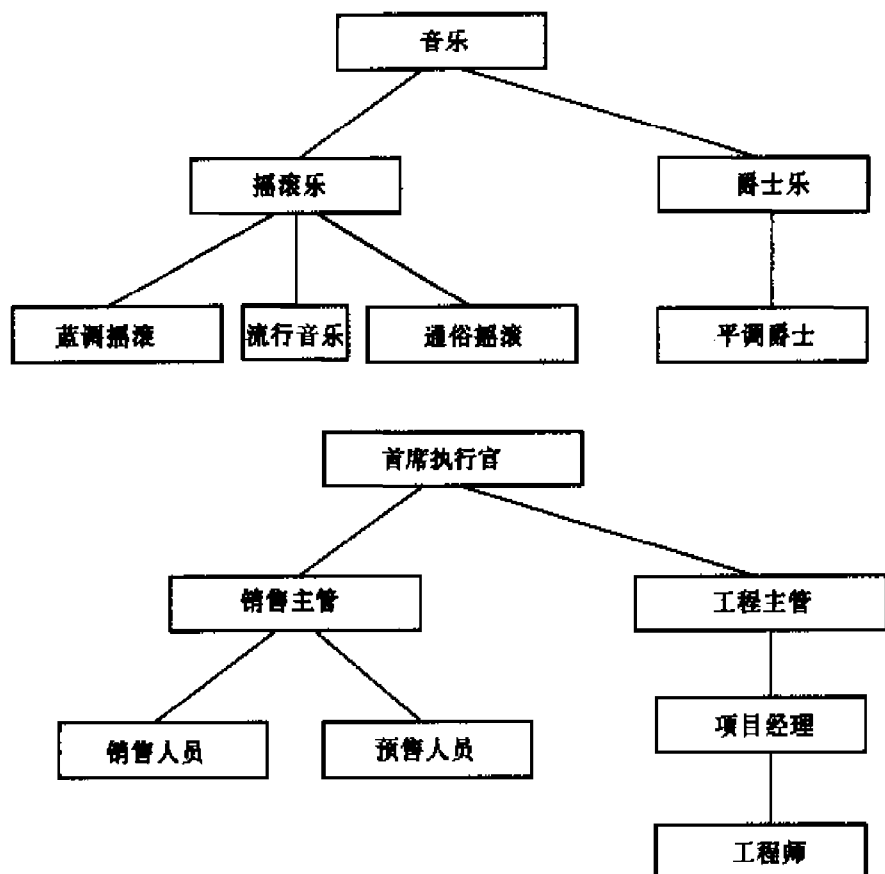 音乐
摇滚乐
爵士乐
蓝调摇滚
流行音乐
通俗摇滚
平调爵士
首席执行官
销售主管
工程主管
销售人员
预售人员
项目经理
工程师